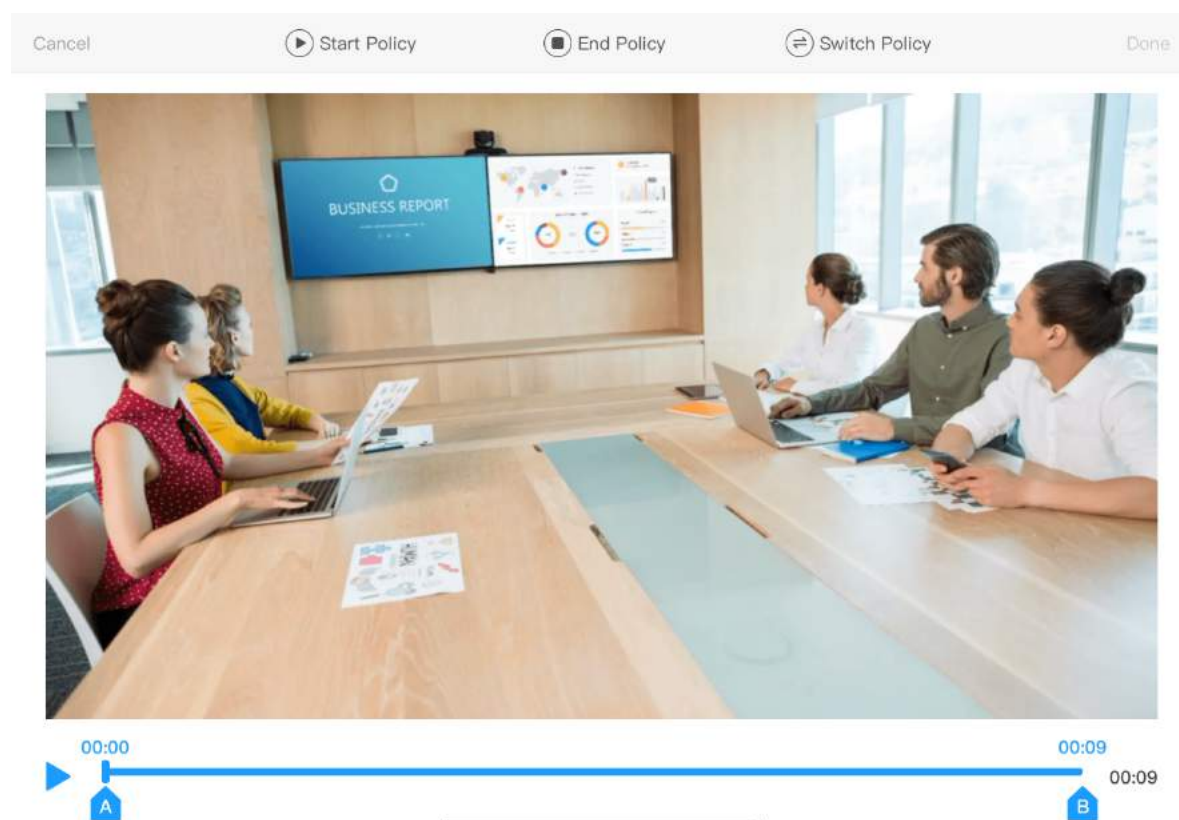 Cancel
Start Policy
End Policy
Switch Policy
Done
BUSINESS REPORT
00:00
00:09
00:09
A
B